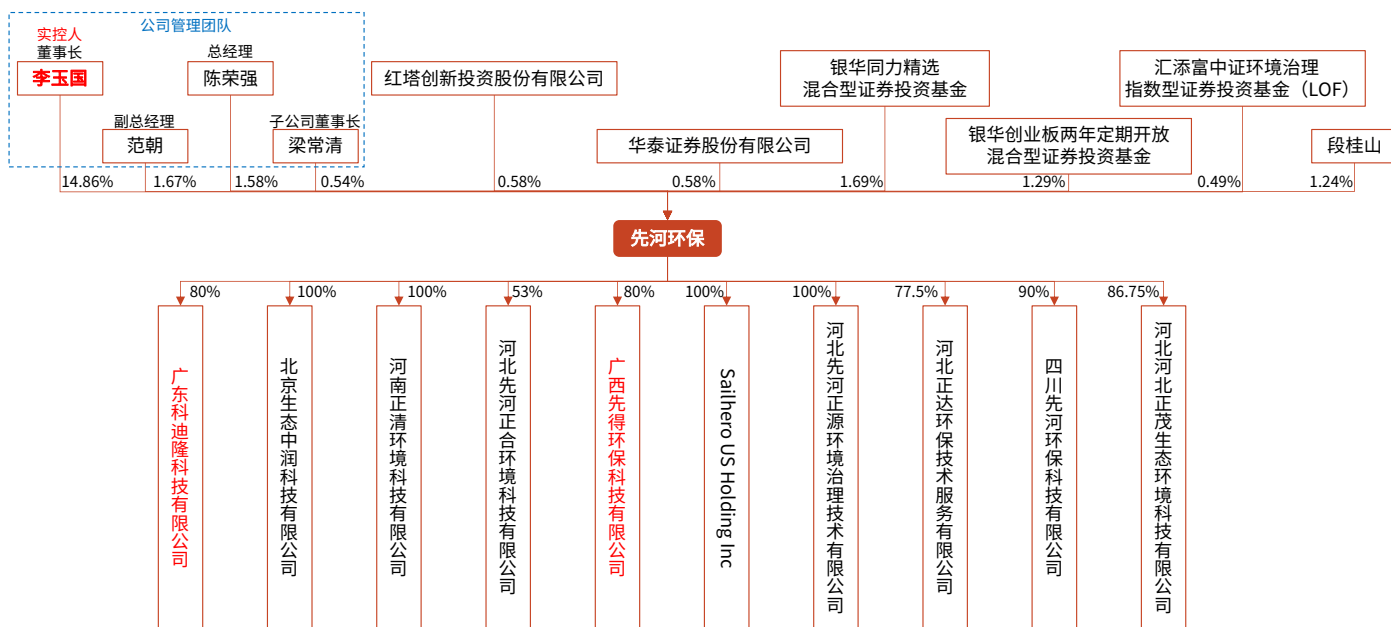 公司管理团队
实控人
董事长
李玉国
总经理
陈荣强
副总经理
范朝
子公司董事长
梁常清
红塔创新投资股份有限公司
华泰证券股份有限公司
银华同力精选
混合型证券投资基金
银华创业板两年定期开放
混合型证券投资基金
汇添富中证环境治理
指数型证券投资基金（LOF）
段桂山
14.86%
1.67%
1.58%
0.54%
0.58%
0.58%
1.69%
1.29%
0.49%
1.24%
先河环保
80%
100%
100%
53%
80%
100%
100%
77.5%
90%
86.75%
广东科迪隆科技有限公司
北京生态中润科技有限公司
河南正清环境科技有限公司
河北先河正合环境科技有限公司
广西先得环保科技有限公司
Sailhero US Holding Inc
河北先河正源环境治理技术有限公司
河北正达环保技术服务有限公司
四川先河环保科技有限公司
河北河北正茂生态环境科技有限公司